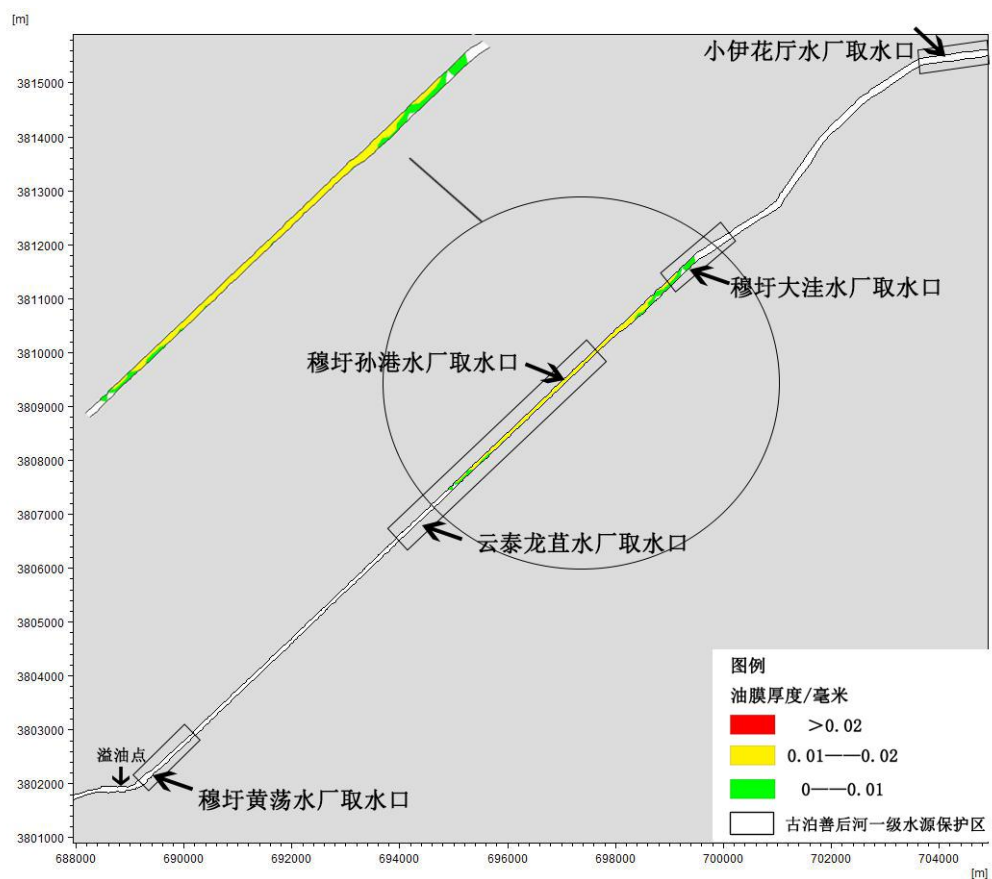 [m]
小伊花厅水厂取水口
3815000
3814000
3813000
3812000
穆圩大洼水厂取水口
3811000
3810000
穆圩孙港水厂取水口
3809000
3808000
3807000
云泰龙苴水厂取水口
3806000
3805000
3804000
3803000
溢油点
3802000
穆圩黄荡水厂取水口
3801000
图例
油膜厚度/毫米
>0.02
0.01——0.02
0——0.01
古泊善后河一级水源保护区
688000 690000 692000 694000 696000 698000 700000 702000 704000
[m]